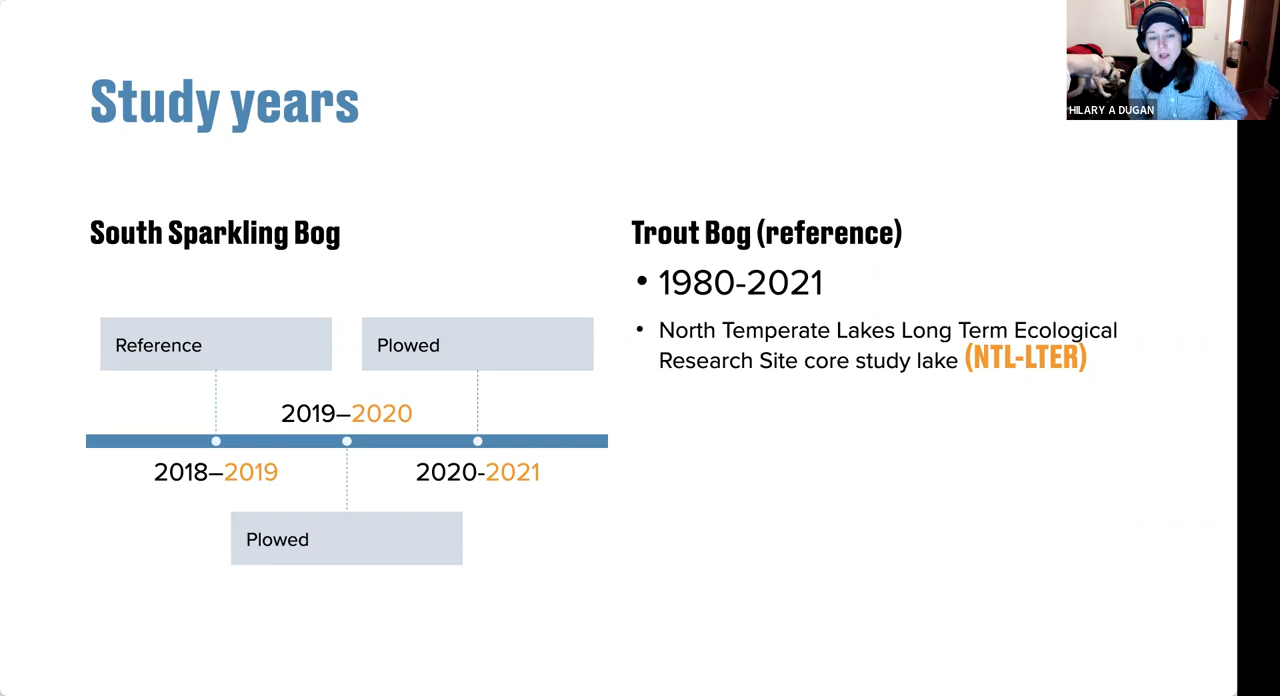 Study years
HILARY A DUGAN
South Sparkling Bog
Reference
Plowed
2019–2020
2018–2019
2020-2021
Plowed
Trout Bog (reference)
• 1980-2021
• North Temperate Lakes Long Term Ecological
Research Site core study lake (NTL-LTER)